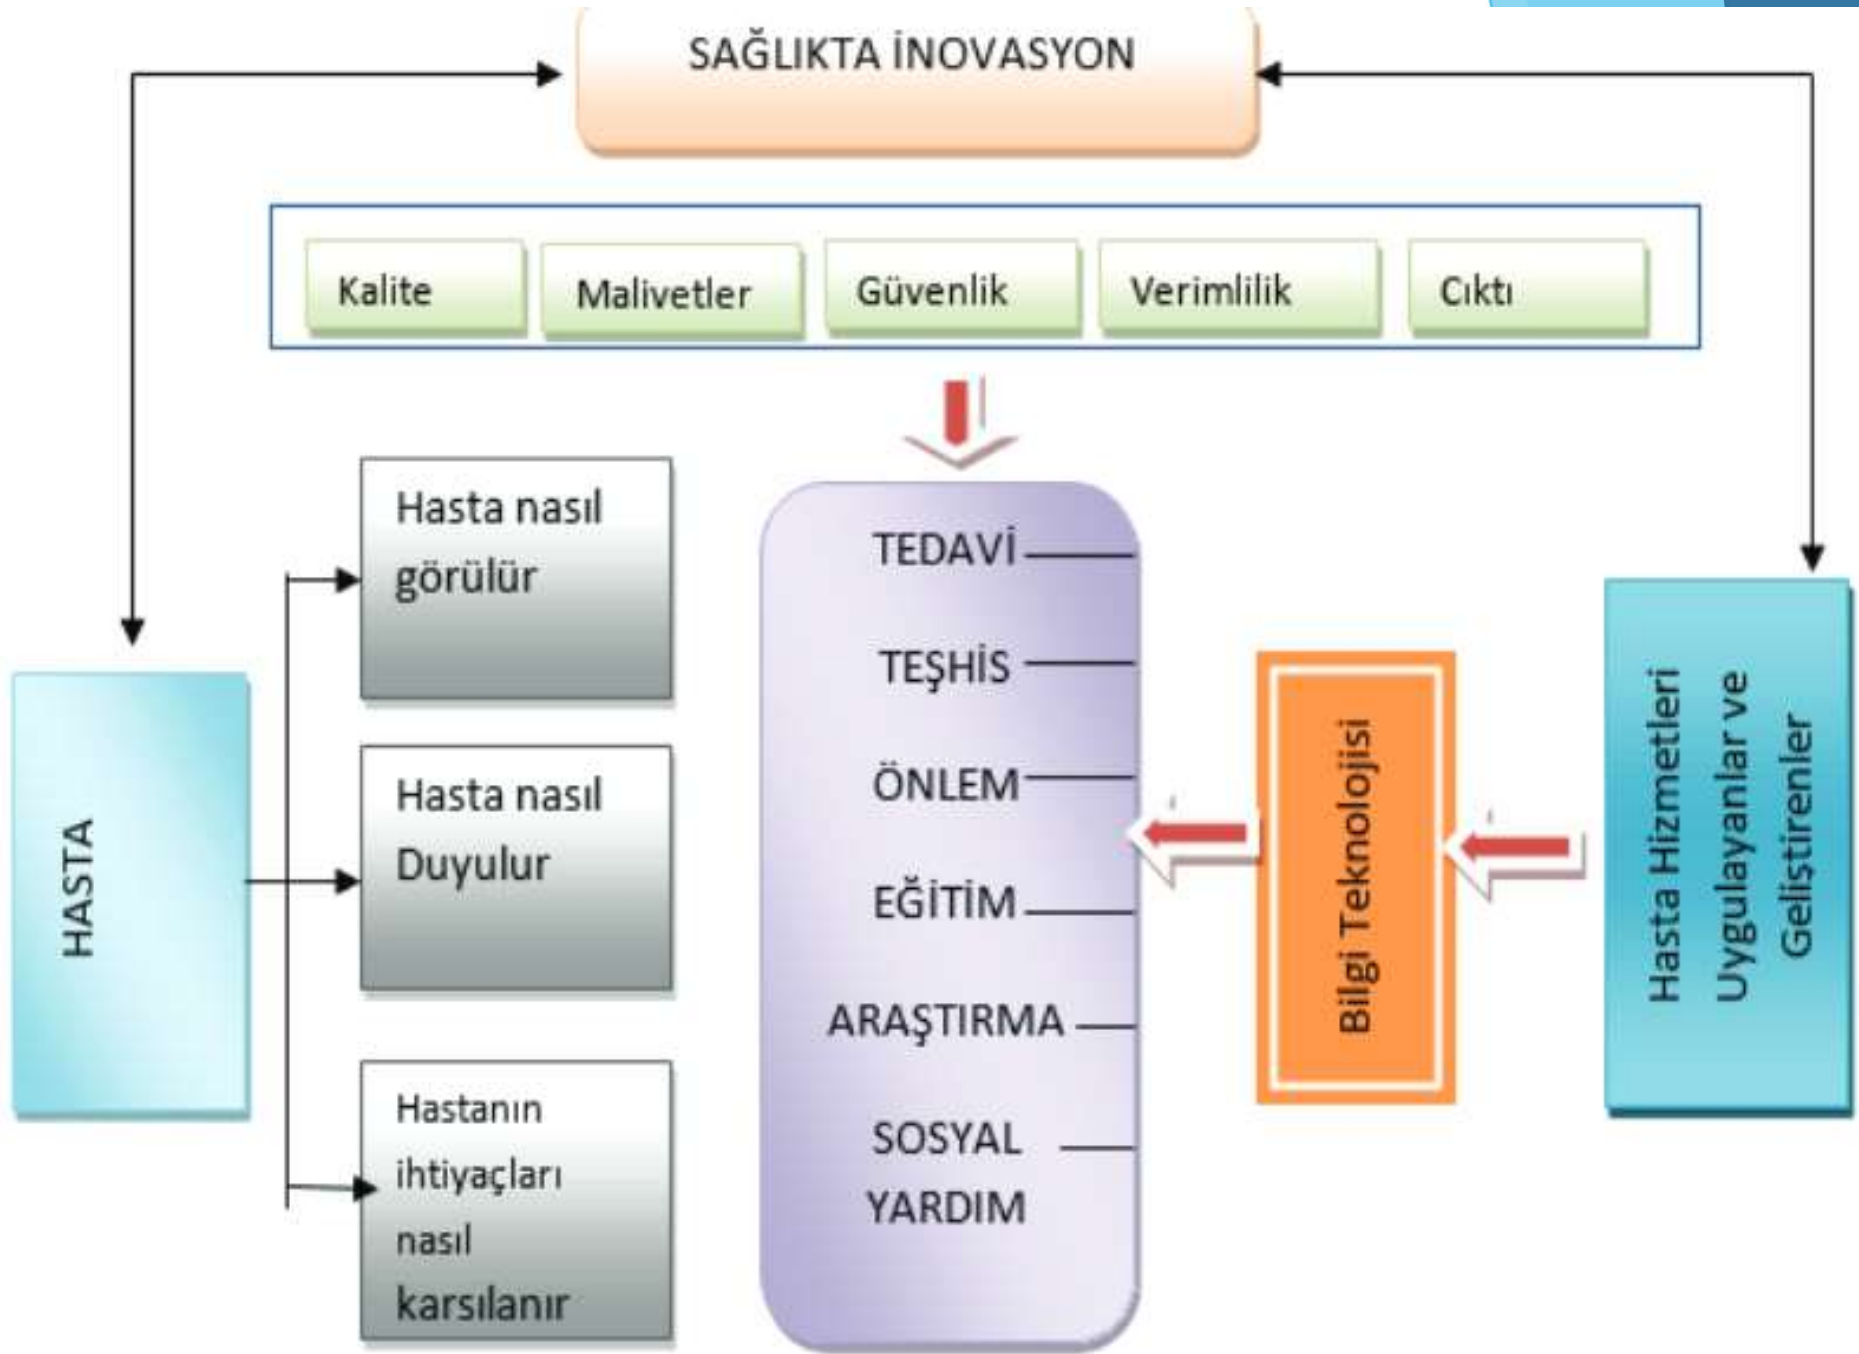 SAĞLIKTA İNOVASYON
Kalite
Malivetler
Güvenlik
Verimlilik
Cıktı
HASTA
Hasta nasıl
görülür
Hasta nasıl
Duyulur
Hastanın
ihtiyaçları
nasıl
karsılanır
TEDAVİ
TEŞHİS
ÖNLEM
EĞİTİM
ARAŞTIRMA
SOSYAL
YARDIM
Bilgi Teknolojisi
Hasta Hizmetleri
Uygulayanlar ve
Geliştirenler